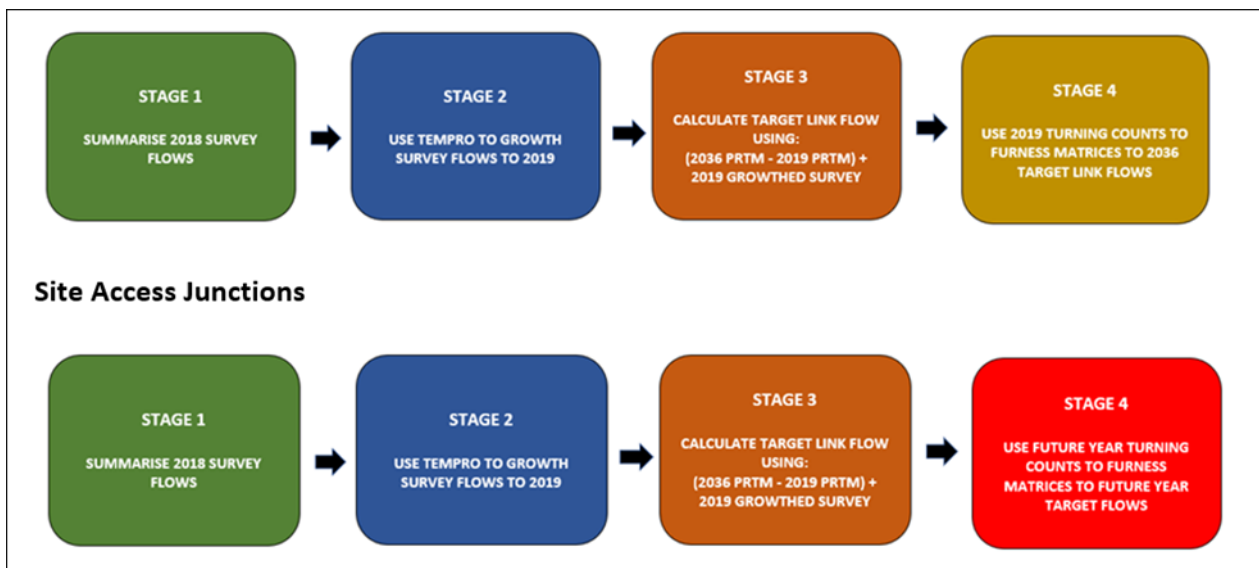 STAGE 1
SUMMARISE 2018 SURVEY
FLOWS
STAGE 2
USE TEMPRO TO GROWTH
SURVEY FLOWS TO 2019
STAGE 3
CALCULATE TARGET LINK FLOW
USING:
(2036 PRTM - 2019 PRTM) +
2019 GROWTHED SURVEY
STAGE 4
USE 2019 TURNING COUNTS TO
FURNESS MATRICES TO 2036
TARGET LINK FLOWS
Site Access Junctions
STAGE 1
SUMMARISE 2018 SURVEY
FLOWS
STAGE 2
USE TEMPRO TO GROWTH
SURVEY FLOWS TO 2019
STAGE 3
CALCULATE TARGET LINK FLOW
USING:
(2036 PRTM - 2019 PRTM) +
2019 GROWTHED SURVEY
STAGE 4
USE FUTURE YEAR TURNING
COUNTS TO FURNESS
MATRICES TO FUTURE YEAR
TARGET FLOWS